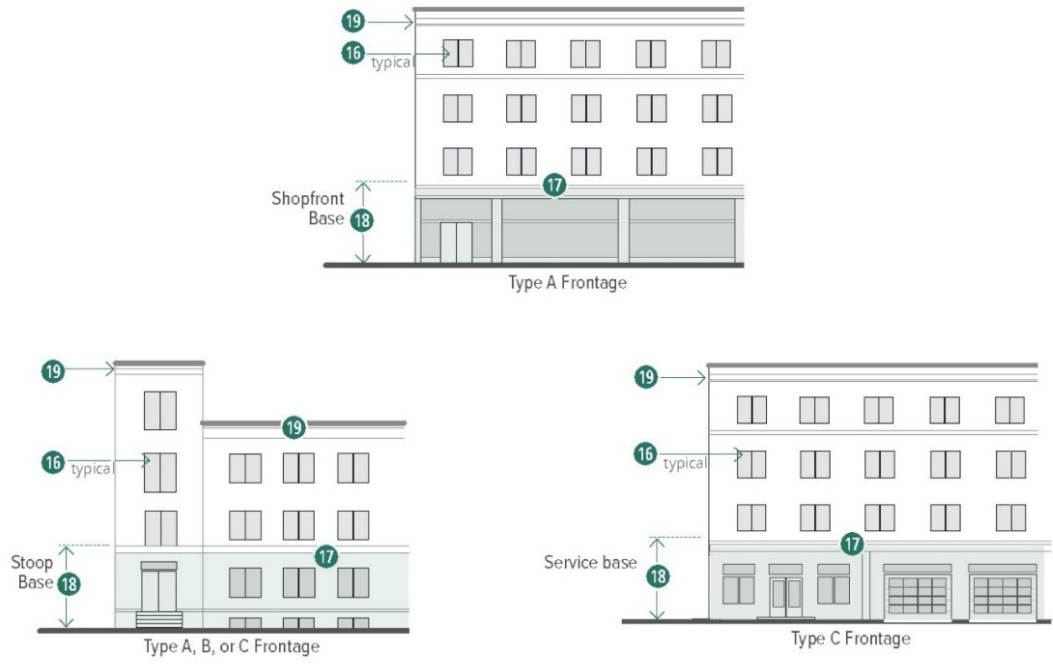 19
16 typical
17
Shopfront
Base 18
Type A Frontage
19
19
16 typical
17
Stoop
Base 18
Type A, B, or C Frontage
19
16 typical
17
Service base
18
Type C Frontage